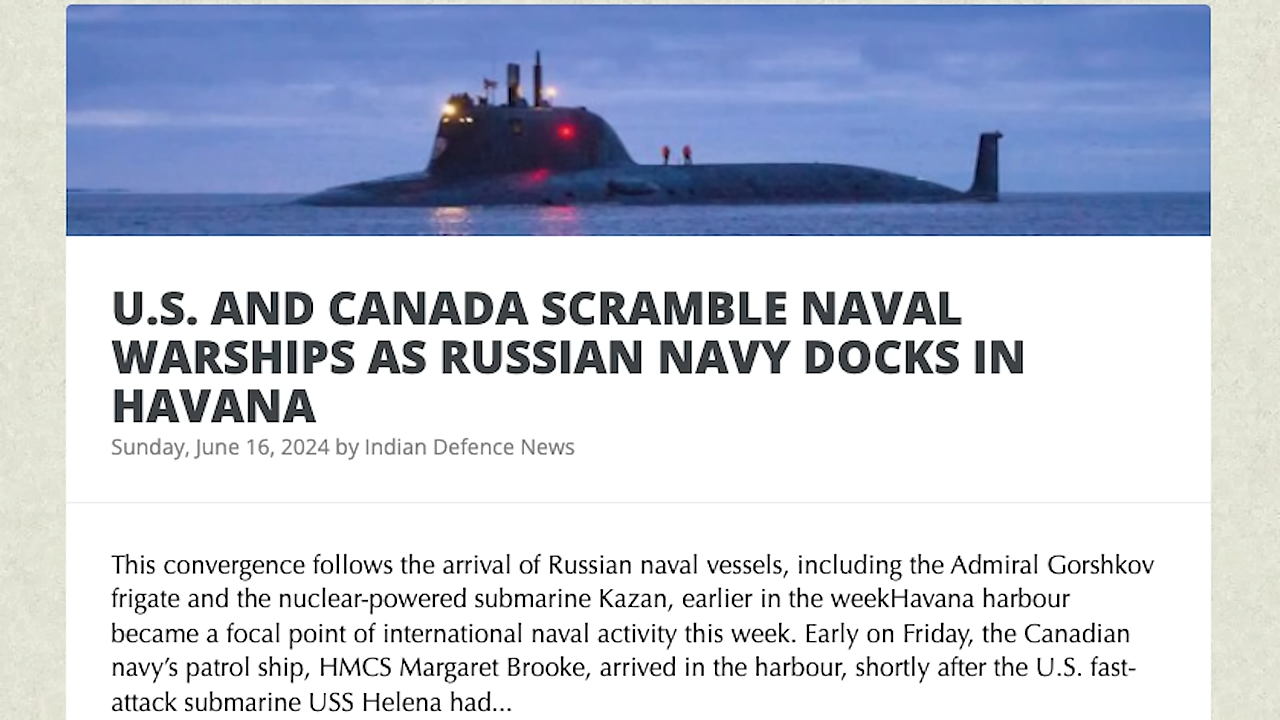 U.S. AND CANADA SCRAMBLE NAVAL
WARSHIPS AS RUSSIAN NAVY DOCKS IN
HAVANA
Sunday, June 16, 2024 by Indian Defence News
This convergence follows the arrival of Russian naval vessels, including the Admiral Gorshkov
frigate and the nuclear-powered submarine Kazan, earlier in the weekHavana harbour
became a focal point of international naval activity this week. Early on Friday, the Canadian
navy’s patrol ship, HMCS Margaret Brooke, arrived in the harbour, shortly after the U.S. fast-
attack submarine USS Helena had...